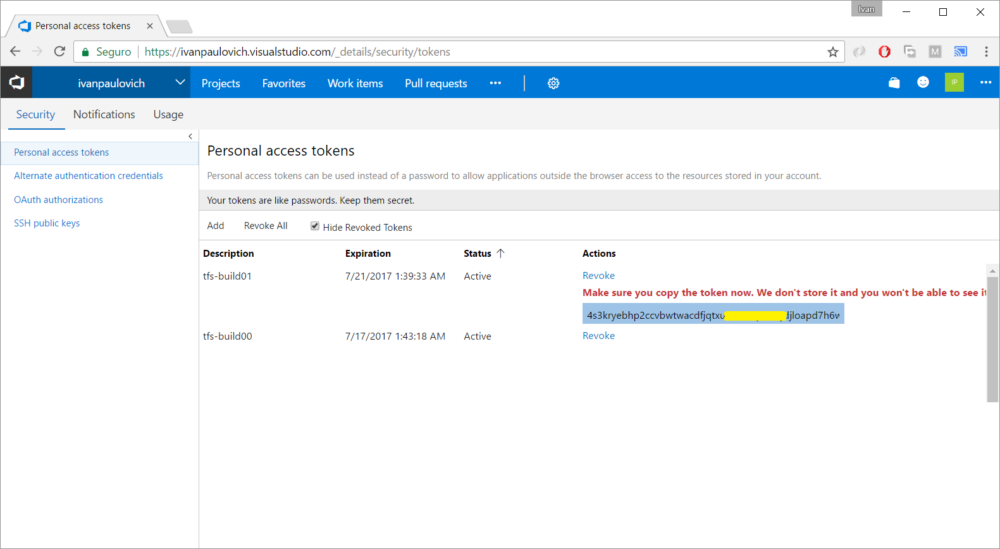 Ivan
Personal access tokens
Seguro https://ivanpaulovich.visualstudio.com/_details/security/tokens
M
ivanpaulovich Projects Favorites Work items Pull requests
IP
Security Notifications Usage
Personal access tokens
Alternate authentication credentials
OAuth authorizations
SSH public keys
Personal access tokens
Personal access tokens can be used instead of a password to allow applications outside the browser access to the resources stored in your account.
Your tokens are like passwords. Keep them secret.
Add Revoke All Hide Revoked Tokens
Description Expiration Status Actions
tfs-build01 7/21/2017 1:39:33 AM Active Revoke
Make sure you copy the token now. We don't store it and you won't be able to see it
4s3kryebhp2ccvbwtwacdfjqtxu djloapd7h6w
tfs-build00 7/17/2017 1:43:18 AM Active Revoke